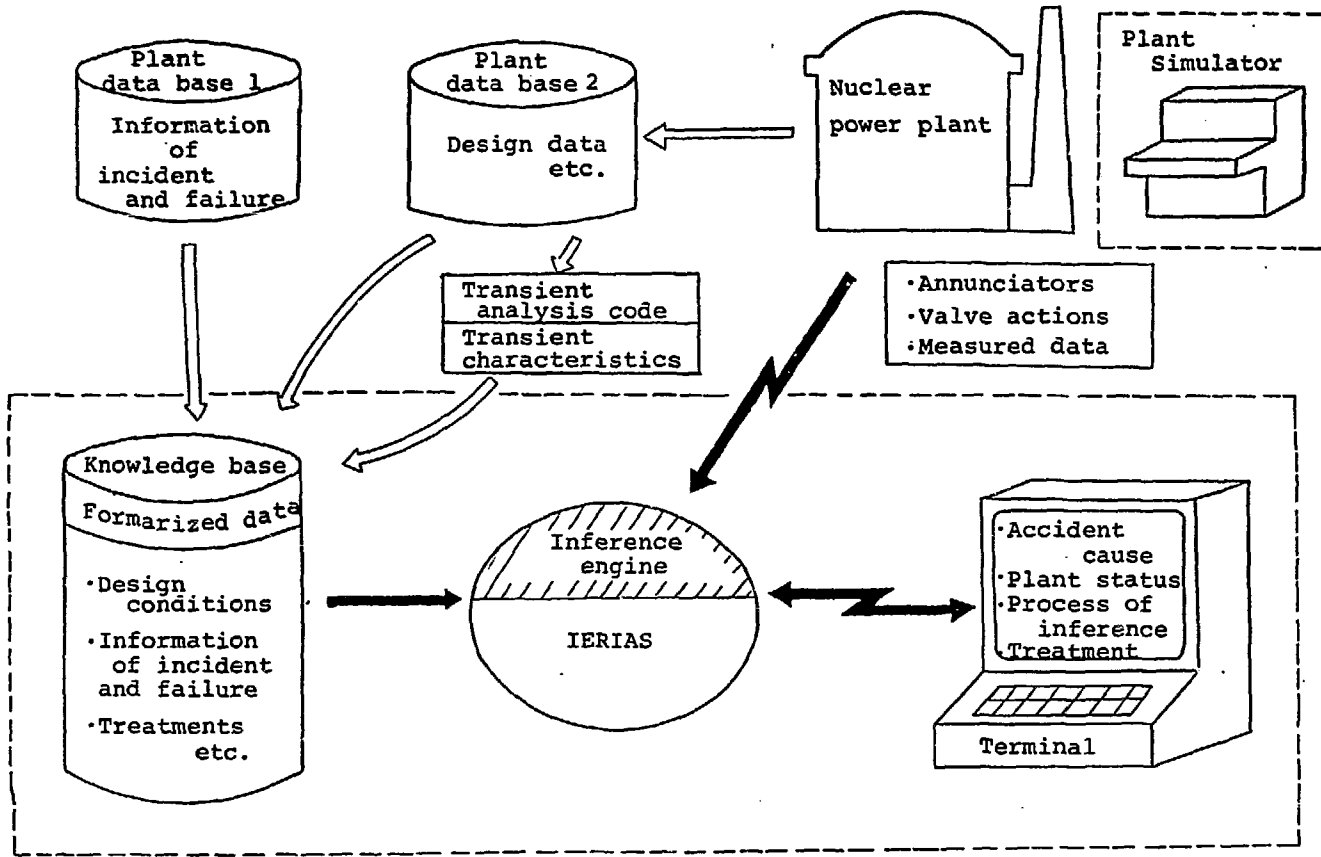 Plant
data base 1
Information
of
incident
and failure
Plant
data base 2
Design data
etc.
Nuclear
power plant
Plant
Simulator
Transient
analysis code
Transient
characteristics
·Annunciators
·Valve actions
·Measured data
Knowledge base
Formarized data
·Design
conditions
·Information
of incident
and failure
·Treatments
etc.
Inference
engine
IERIAS
·Accident
cause
·Plant status
·Process of
inference
·Treatment
Terminal